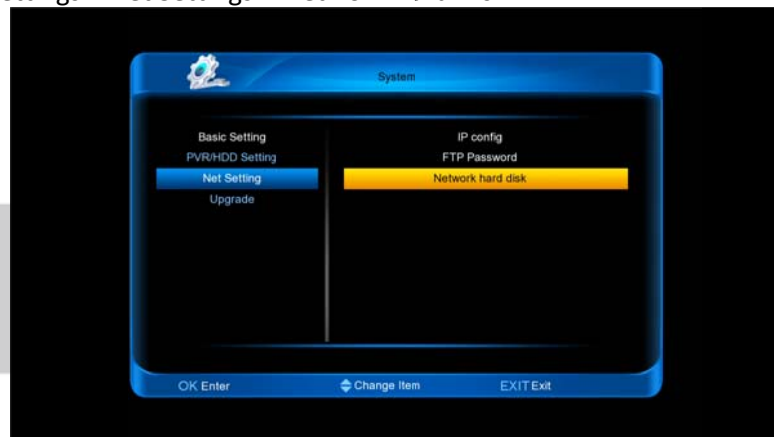 System
Basic Setting
PVR/HDD Setting
Net Setting
Upgrade
IP config
FTP Password
Network hard disk
OK Enter
Change Item
EXIT Exit